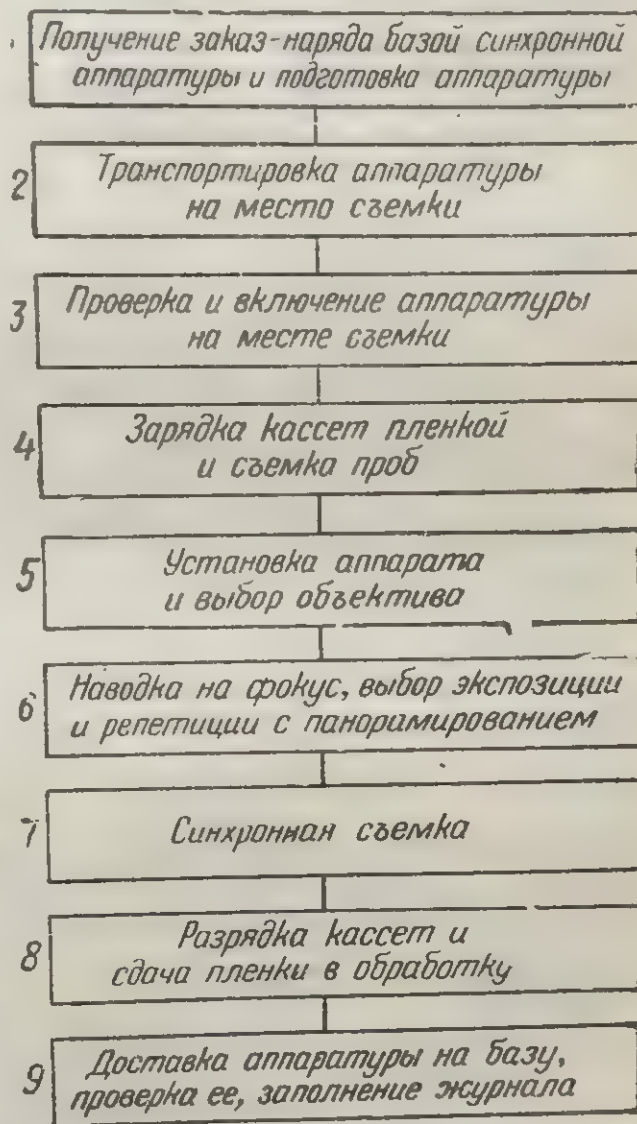 Получение заказ-наряда базой синхронной
аппаратуры и подготовка аппаратуры
2 Транспортировка аппаратуры
на место съемки
3 Проверка и включение аппаратуры
на месте съемки
4 Зарядка кассет пленкой
и съемка проб
5 Установка аппарата
и выбор объектива
6 Наводка на фокус, выбор экспозиции
и репетиции с панорамированием
7 Синхронная съемка
8 Разрядка кассет и
сдача пленки в обработку
9 Доставка аппаратуры на базу,
проверка ее, заполнение журнала